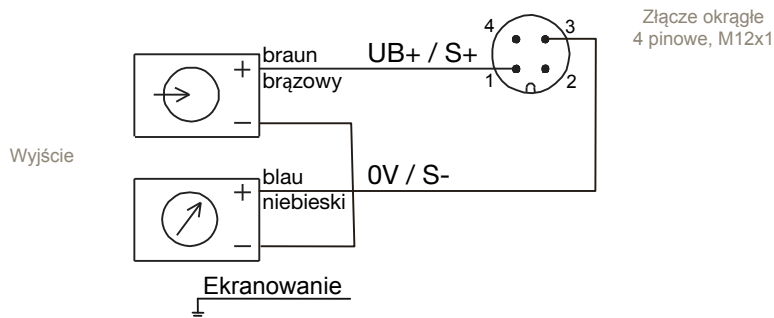 Złącze okrągłe
4 pinowe, M12x1
4
3
braun
UB+ / S+
+
brązowy
1
2
−
Wyjście
blau
0V / S-
+
niebieski
−
Ekranowanie